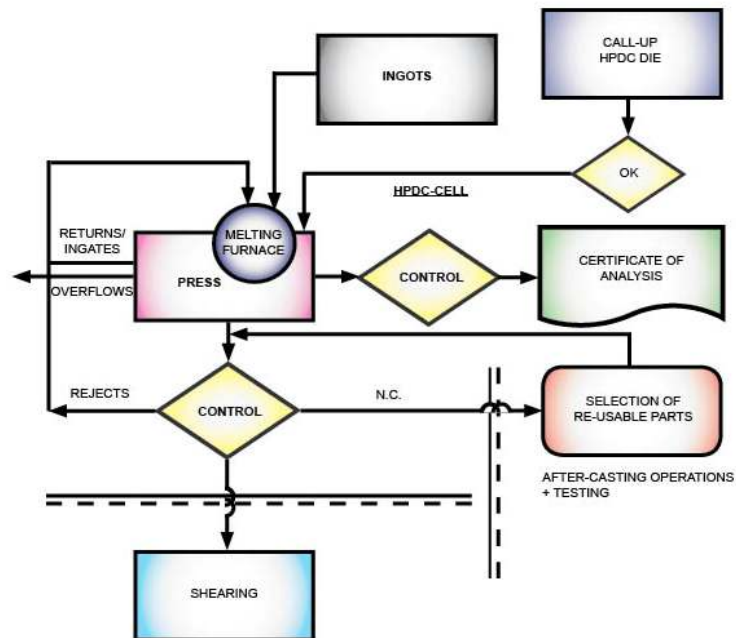 CALL-UP
HPDC DIE
INGOTS
OK
HPDC-CELL
RETURNS/
INGATES
MELTING
FURNACE
PRESS
OVERFLOWS
CONTROL
CERTIFICATE OF
ANALYSIS
REJECTS
CONTROL
N.C.
SELECTION OF
RE-USABLE PARTS
AFTER-CASTING OPERATIONS
+ TESTING
SHEARING